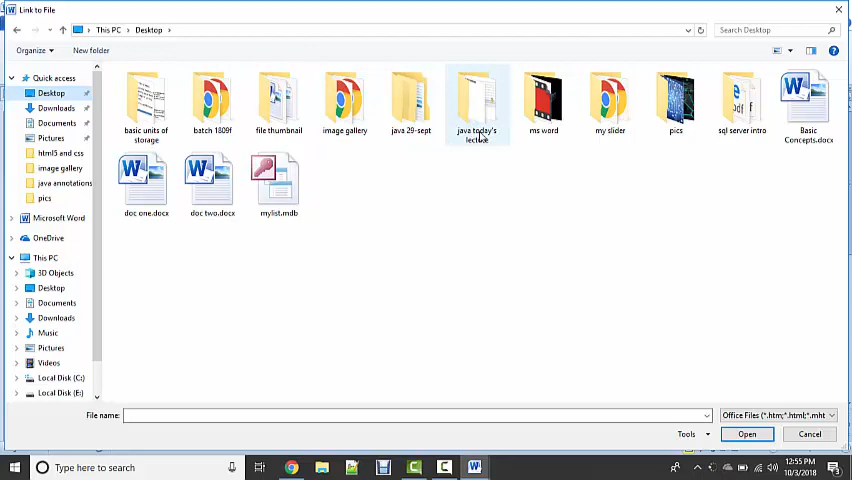 Link to File
This PC > Desktop >
Search Desktop
Organize
New folder
Quick access
Desktop
Downloads
Documents
Pictures
html5 and css
image gallery
java annotations
pics
Microsoft Word
OneDrive
This PC
3D Objects
Desktop
Documents
Downloads
Music
Pictures
Videos
Local Disk (C:)
Local Disk (E:)
basic units of
storage
batch 1809f
file thumbnail
image gallery
java 29-sept
java today's
lecture
ms word
my slider
pics
sql server intro
Basic
Concepts.docx
doc one.docx
doc two.docx
mylist.mdb
File name:
Office Files (*.htm;*.html;*.mht
Tools
Open
Cancel
Type here to search
12:55 PM
10/3/2018
3